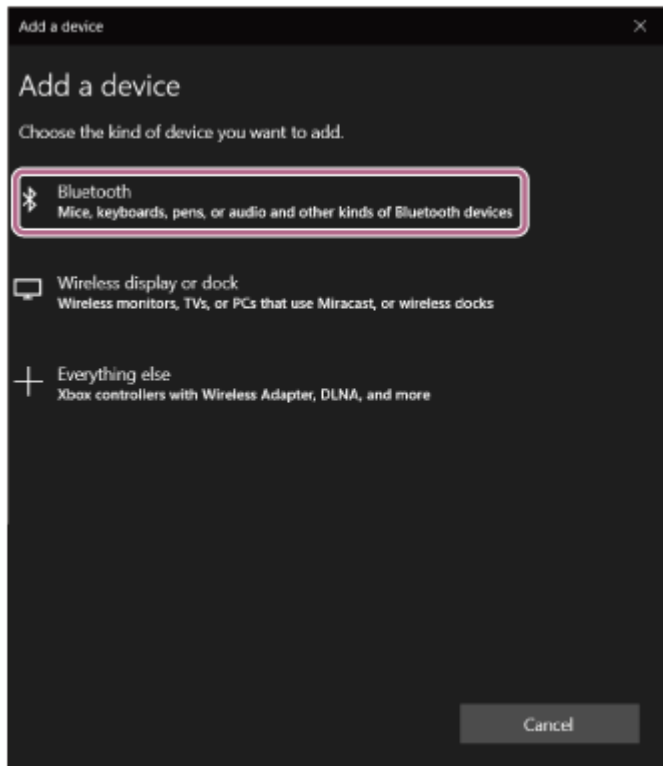 Add a device
Add a device
Choose the kind of device you want to add.
Bluetooth
Mice, keyboards, pens, or audio and other kinds of Bluetooth devices
Wireless display or dock
Wireless monitors, TVs, or PCs that use Miracast, or wireless docks
Everything else
Xbox controllers with Wireless Adapter, DLNA, and more
Cancel